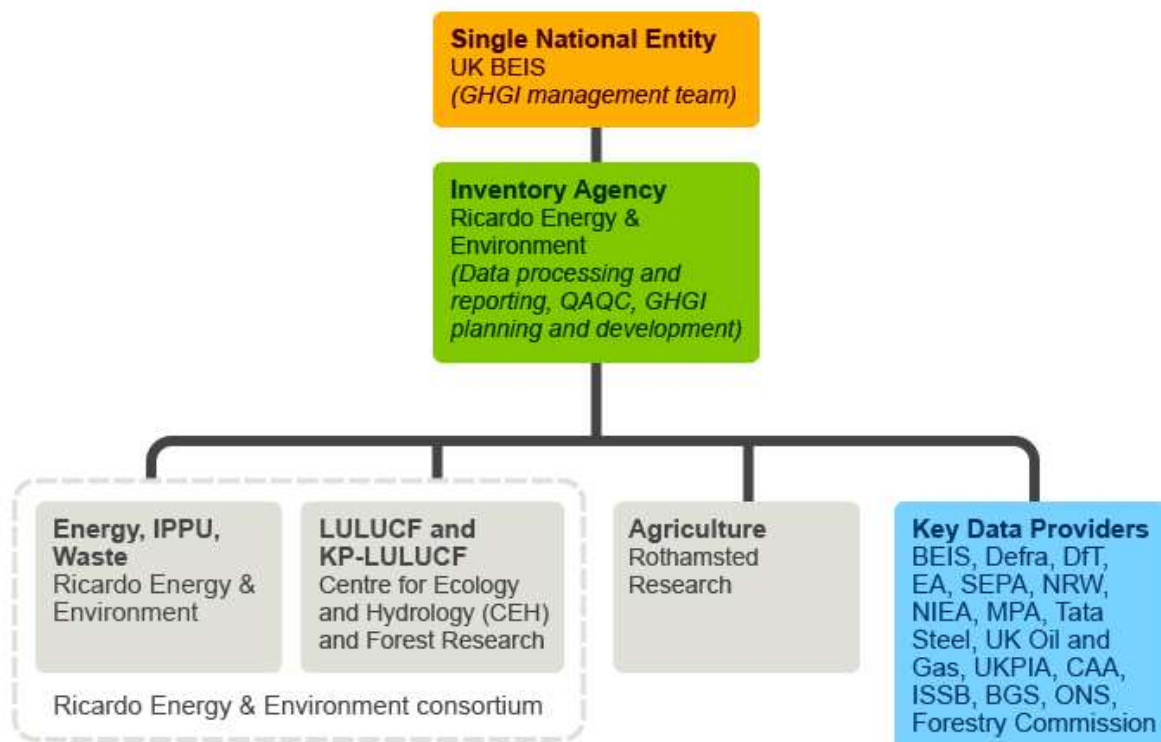 Single National Entity
UK BEIS
(GHGI management team)
Inventory Agency
Ricardo Energy &
Environment
(Data processing and
reporting, QAQC, GHGI
planning and development)
Energy, IPPU,
Waste
Ricardo Energy &
Environment
LULUCF and
KP-LULUCF
Centre for Ecology
and Hydrology (CEH)
and Forest Research
Ricardo Energy & Environment consortium
Agriculture
Rothamsted
Research
Key Data Providers
BEIS, Defra, DfT,
EA, SEPA, NRW,
NIEA, MPA, Tata
Steel, UK Oil and
Gas, UKPIA, CAA,
ISSB, BGS, ONS,
Forestry Commission